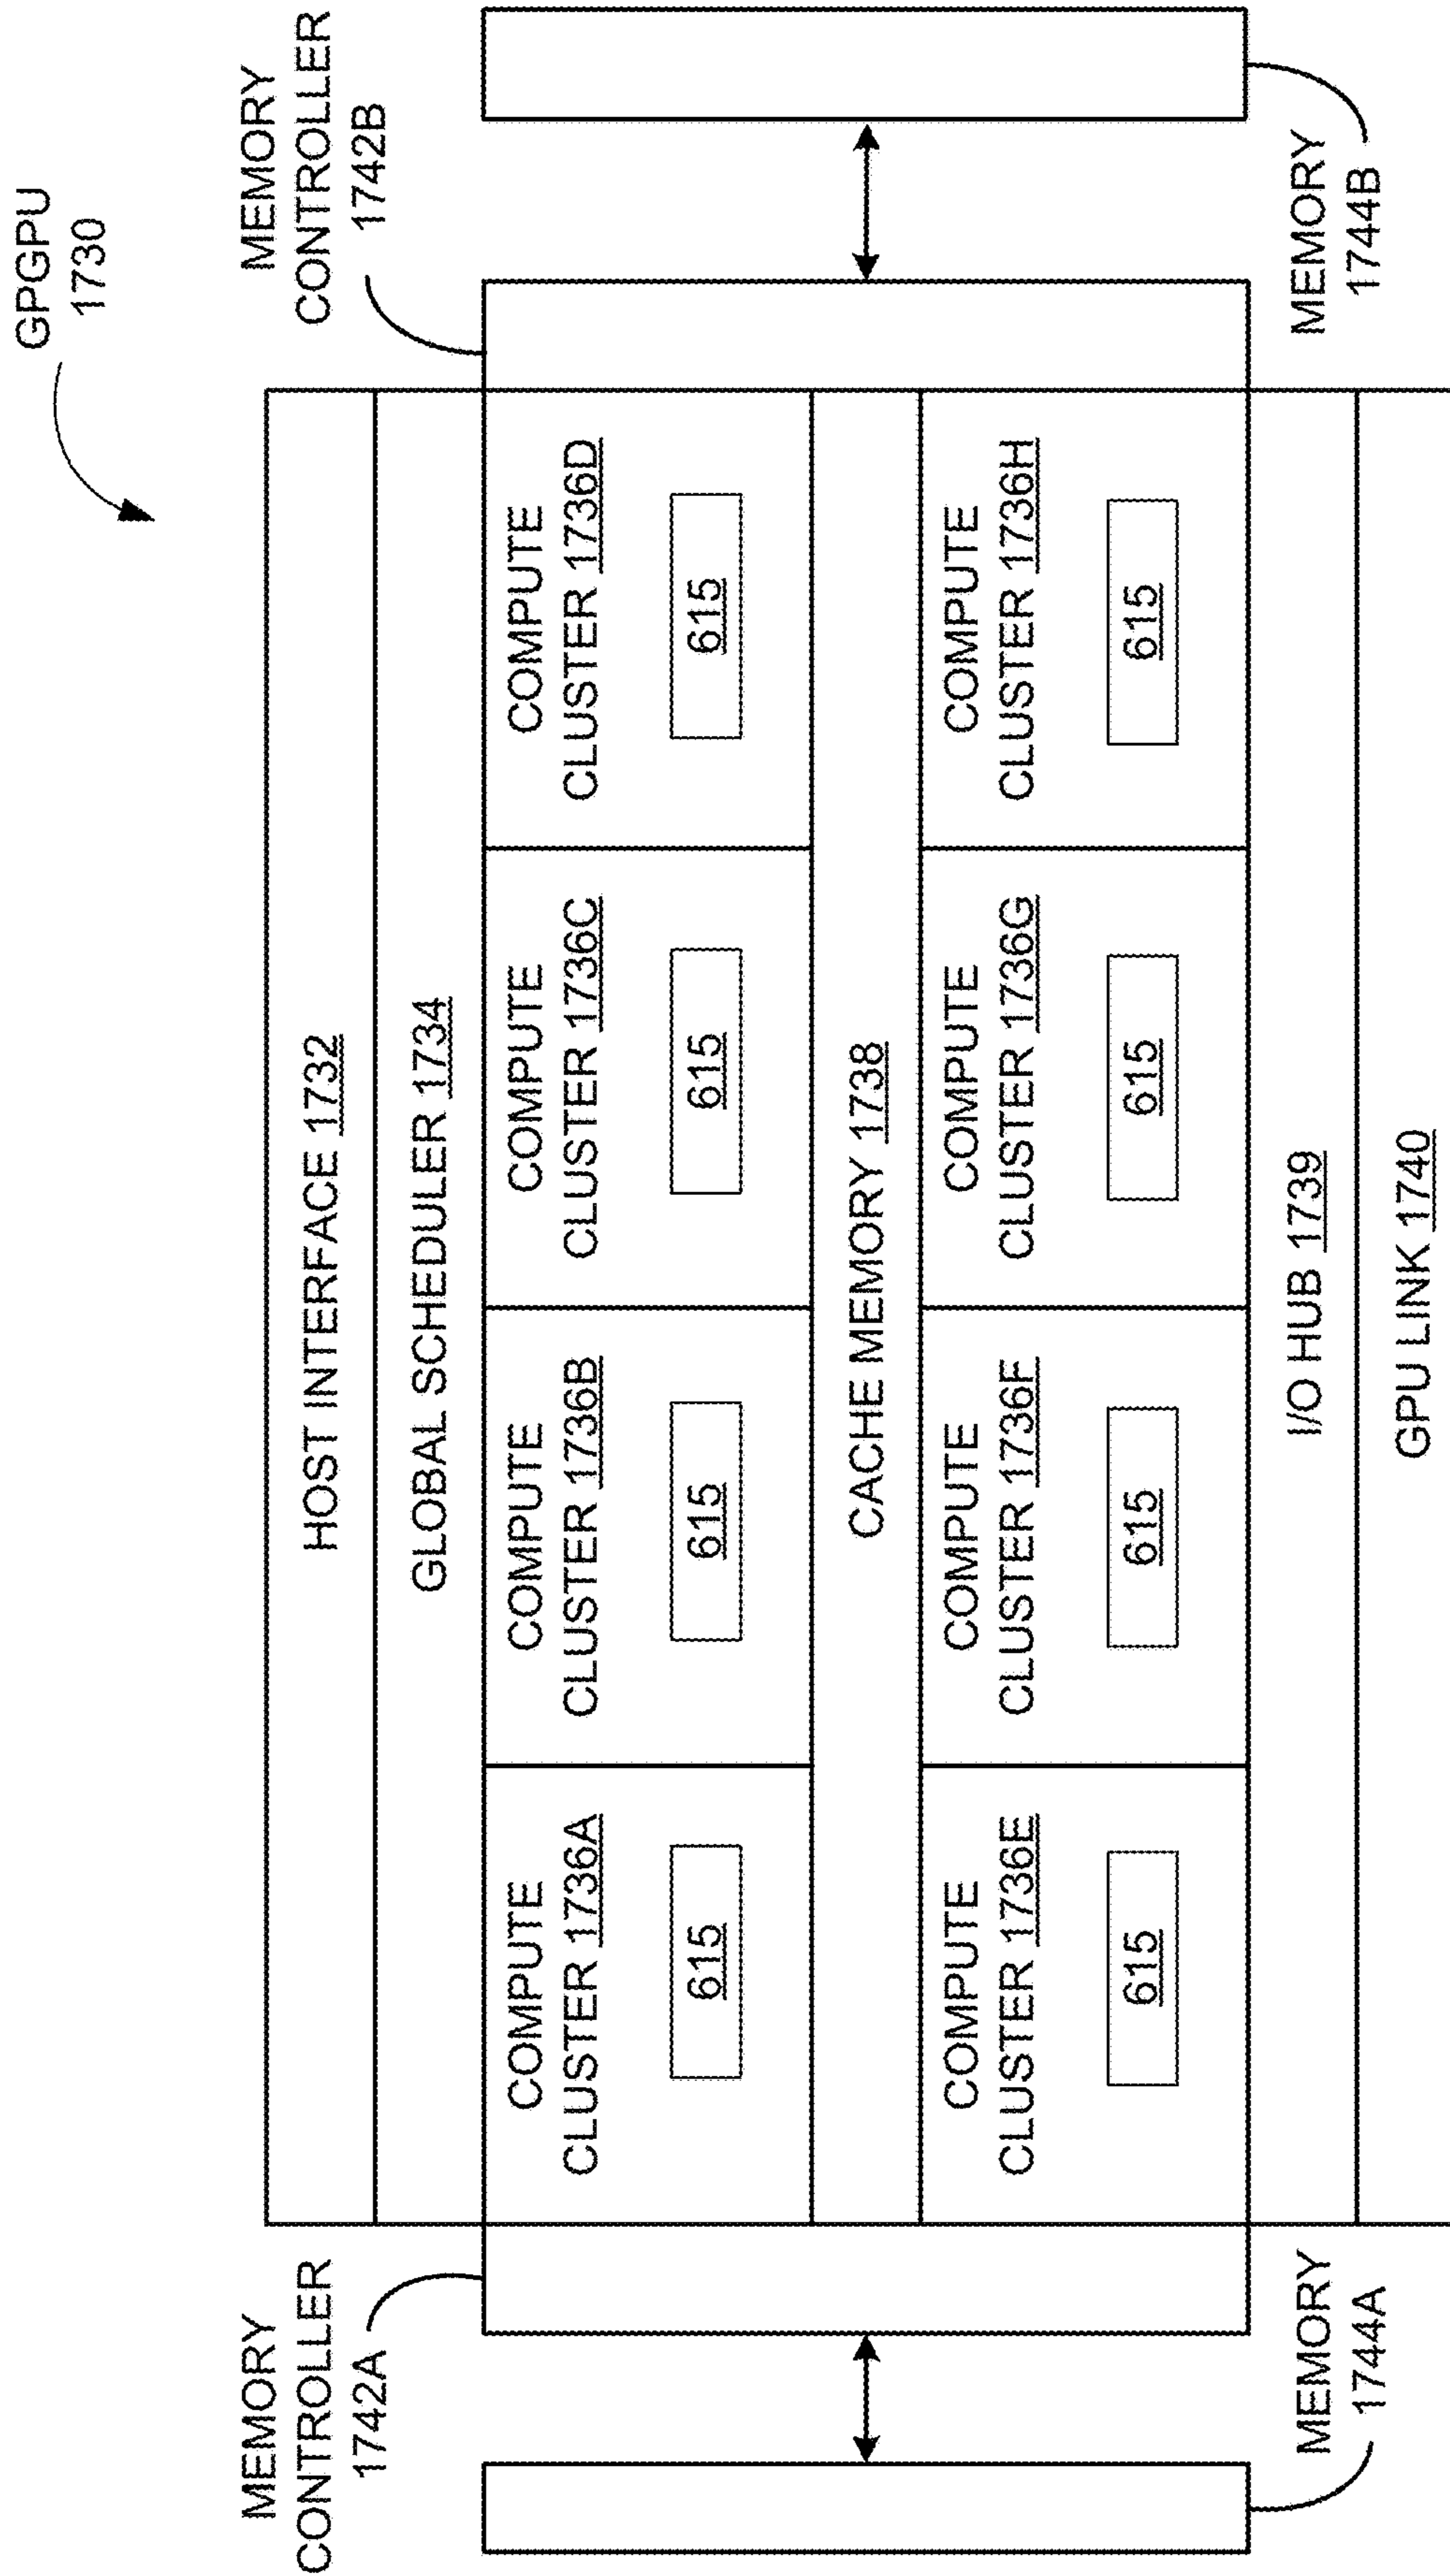 GPGPU
1730
MEMORY
CONTROLLER
1742A
MEMORY
CONTROLLER
1742B
HOST INTERFACE 1732
GLOBAL SCHEDULER 1734
COMPUTE
CLUSTER 1736A
615
COMPUTE
CLUSTER 1736B
615
COMPUTE
CLUSTER 1736C
615
COMPUTE
CLUSTER 1736D
615
CACHE MEMORY 1738
COMPUTE
CLUSTER 1736E
615
COMPUTE
CLUSTER 1736F
615
COMPUTE
CLUSTER 1736G
615
COMPUTE
CLUSTER 1736H
615
I/O HUB 1739
GPU LINK 1740
MEMORY
1744A
MEMORY
1744B